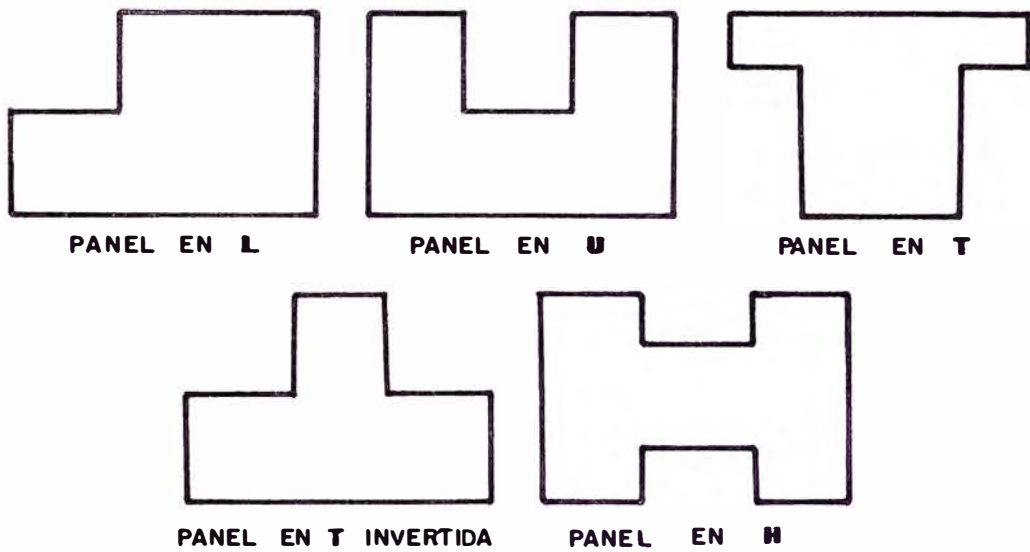 PANEL EN L
PANEL EN U
PANEL EN T
PANEL EN T INVERTIDA
PANEL EN H